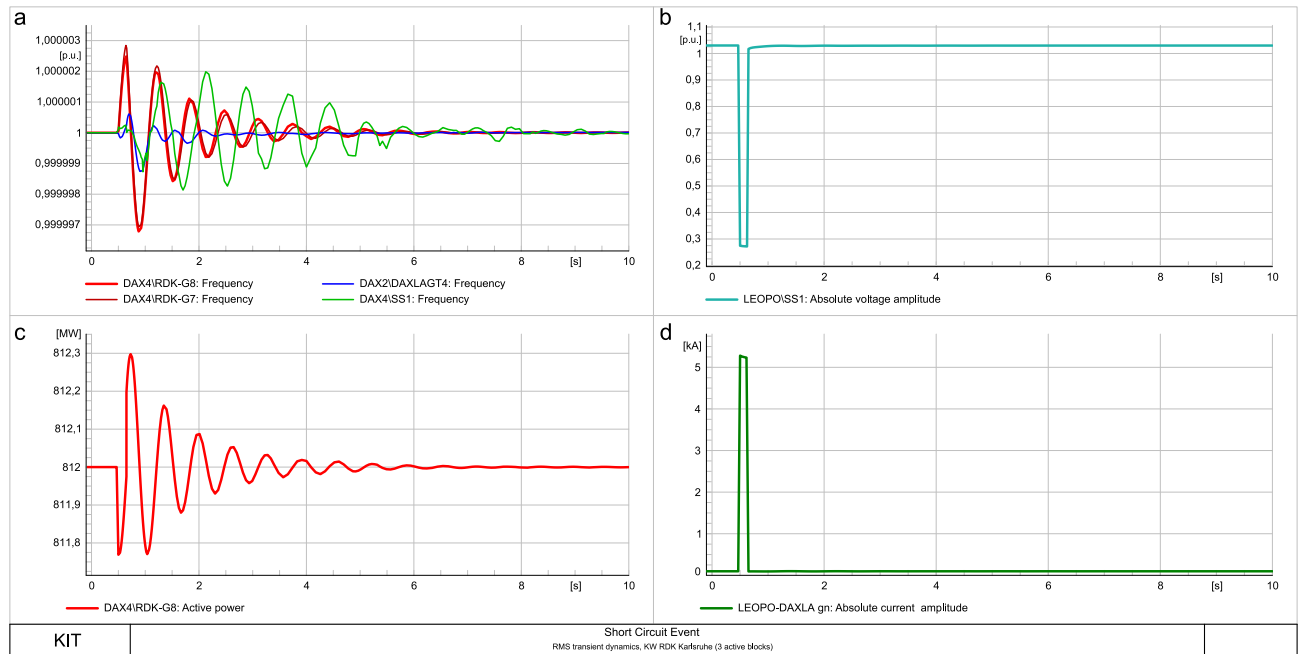 a
1,000003
[p.u.]
1,000002
1,000001
1
0,999999
0,999998
0,999997
0 2 4 6 8 [s] 10
DAX4\RDK-G8: Frequency
DAX2\DAXLAGT4: Frequency
DAX4\RDK-G7: Frequency
DAX4\SS1: Frequency
b
1,1
[p.u.]
1
0,9
0,8
0,7
0,6
0,5
0,4
0,3
0,2
0 2 4 6 8 [s] 10
LEOPO\SS1: Absolute voltage amplitude
c
[MW]
812,3
812,2
812,1
812
811,9
811,8
0 2 4 6 8 [s] 10
DAX4\RDK-G8: Active power
d
[kA]
5
4
3
2
1
0
0 2 4 6 8 [s] 10
LEOPO-DAXLA gn: Absolute current amplitude
KIT
Short Circuit Event
RMS transient dynamics, KW RDK Karlsruhe (3 active blocks)